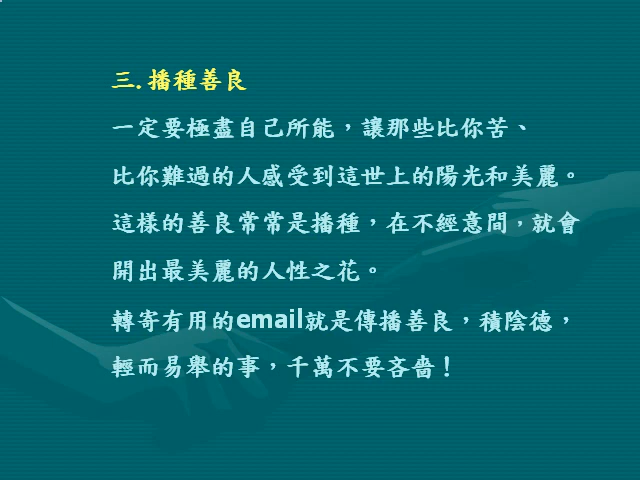 三.播種善良
一定要極盡自己所能，讓那些比你苦、
比你難過的人感受到這世上的陽光和美麗。
這樣的善良常常是播種，在不經意間，就會
開出最美麗的人性之花。
轉寄有用的email就是傳播善良，積陰德，
輕而易舉的事，千萬不要吝嗇！